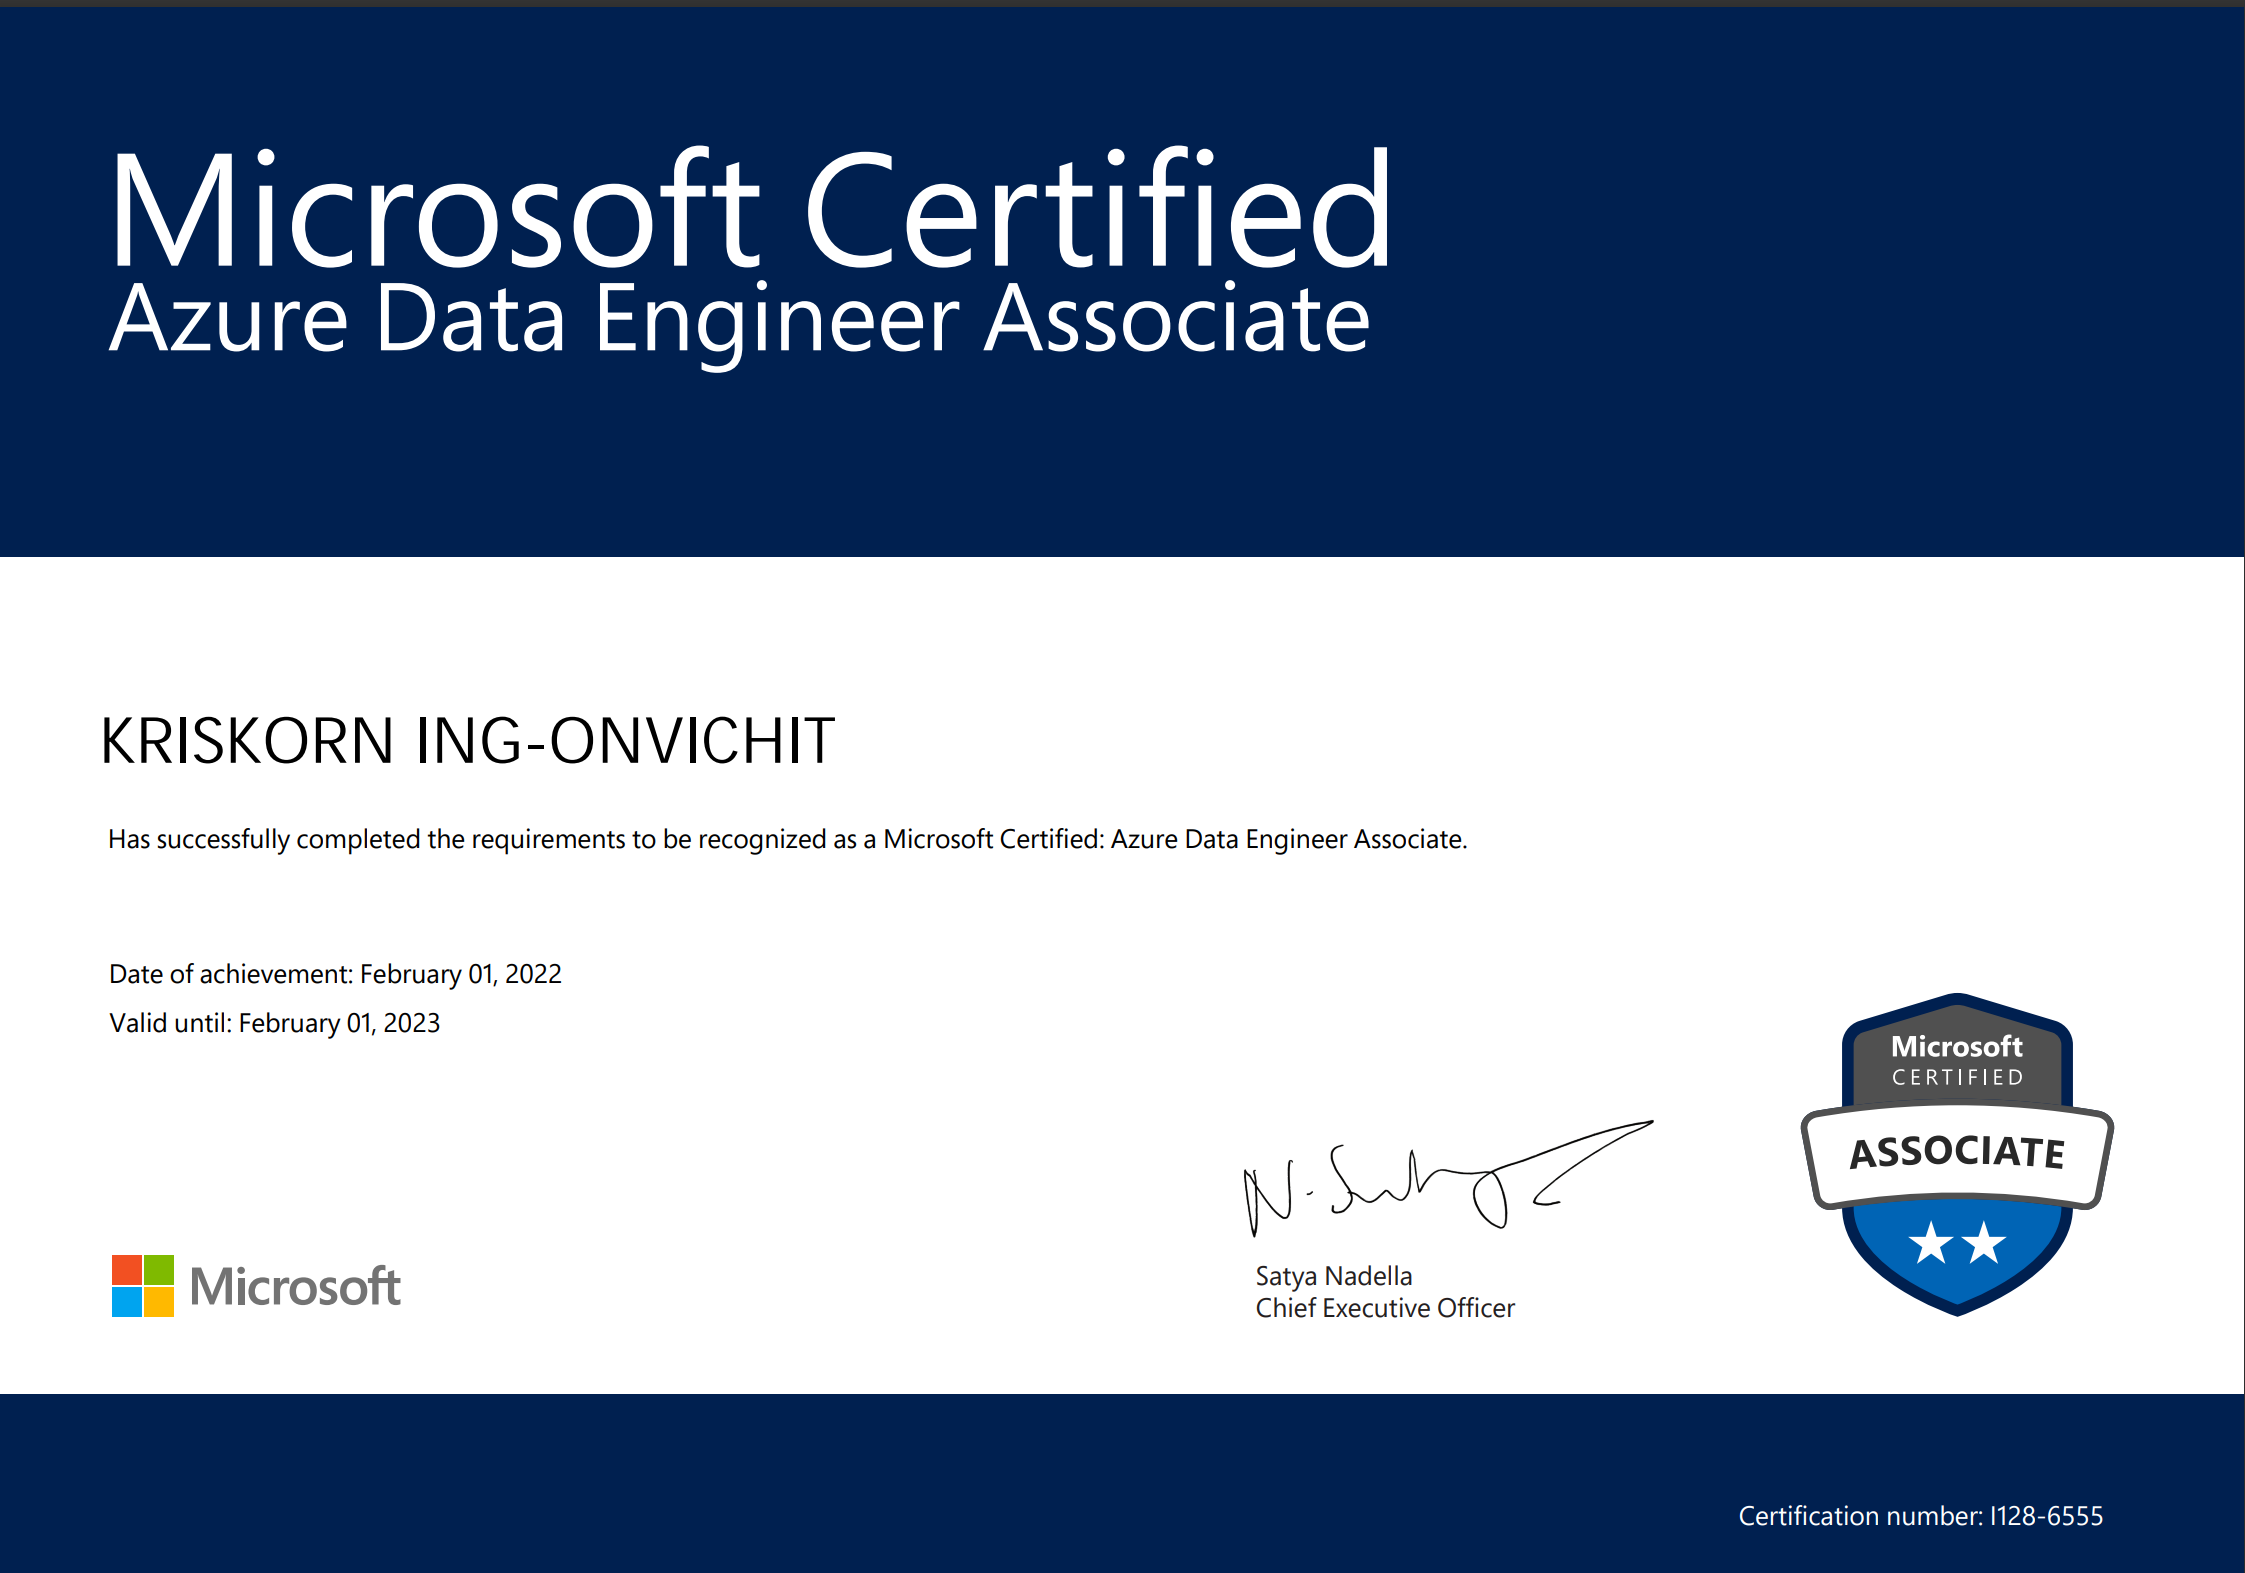 Microsoft Certified
Azure Data Engineer Associate
KRISKORN ING-ONVICHIT
Has successfully completed the requirements to be recognized as a Microsoft Certified: Azure Data Engineer Associate.
Date of achievement: February 01, 2022
Valid until: February 01, 2023
Microsoft
CERTIFIED
ASSOCIATE
Satya Nadella
Chief Executive Officer
Microsoft
Certification number: I128-6555